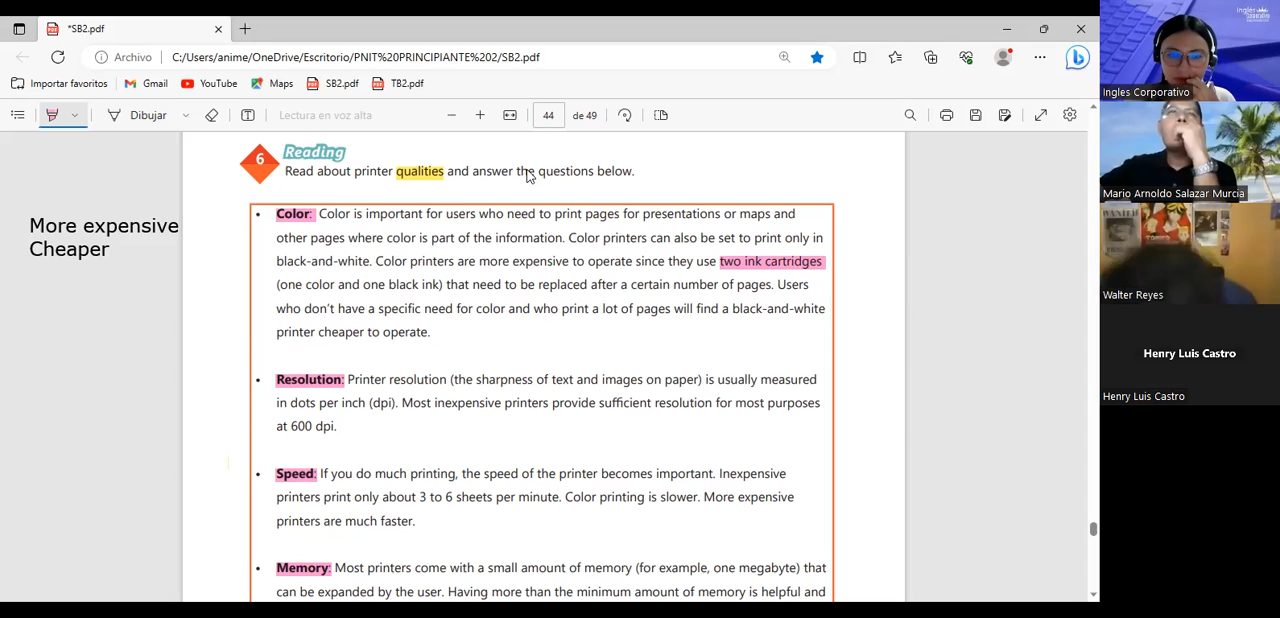 *SB2.pdf
Archivo C:/Users/anime/OneDrive/Escritorio/PNIT%20PRINCIPIANTE%202/SB2.pdf
Importar favoritos Gmail YouTube Maps SB2.pdf TB2.pdf
Dibujar Lectura en voz alta 44 de 49
6 Reading
Read about printer qualities and answer the questions below.
More expensive
Cheaper
• Color: Color is important for users who need to print pages for presentations or maps and
other pages where color is part of the information. Color printers can also be set to print only in
black-and-white. Color printers are more expensive to operate since they use two ink cartridges
(one color and one black ink) that need to be replaced after a certain number of pages. Users
who don't have a specific need for color and who print a lot of pages will find a black-and-white
printer cheaper to operate.
• Resolution: Printer resolution (the sharpness of text and images on paper) is usually measured
in dots per inch (dpi). Most inexpensive printers provide sufficient resolution for most purposes
at 600 dpi.
• Speed: If you do much printing, the speed of the printer becomes important. Inexpensive
printers print only about 3 to 6 sheets per minute. Color printing is slower. More expensive
printers are much faster.
• Memory: Most printers come with a small amount of memory (for example, one megabyte) that
can be expanded by the user. Having more than the minimum amount of memory is helpful and
Ingles Corporativo
Mario Arnoldo Salazar Murcia
WANTED
Walter Reyes
Henry Luis Castro
Henry Luis Castro